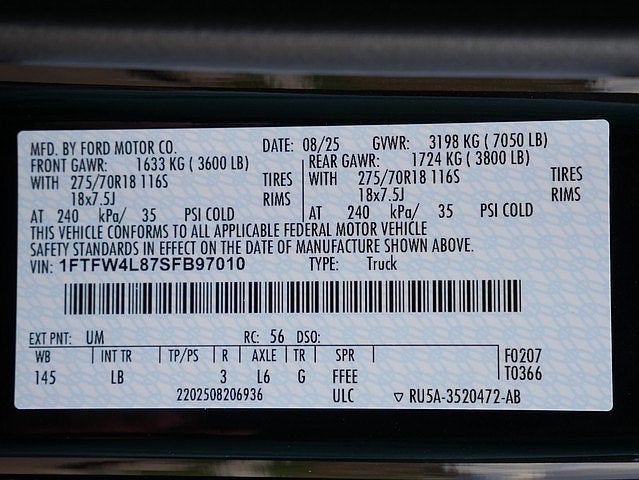 MFD. BY FORD MOTOR CO. DATE: 08/25 GVWR: 3198 KG ( 7050 LB)
FRONT GAWR: 1633 KG ( 3600 LB) REAR GAWR: 1724 KG ( 3800 LB)
WITH 275/70R18 116S TIRES WITH 275/70R18 116S TIRES
18x7.5J RIMS 18x7.5J RIMS
AT 240 kPa/ 35 PSI COLD AT 240 kPa/ 35 PSI COLD
THIS VEHICLE CONFORMS TO ALL APPLICABLE FEDERAL MOTOR VEHICLE
SAFETY STANDARDS IN EFFECT ON THE DATE OF MANUFACTURE SHOWN ABOVE.
VIN: 1FTFW4L87SFB97010 TYPE: Truck
EXT PNT: UM RC: 56 DSO:
WB INT TR TP/PS R AXLE TR SPR F0207
145 LB 3 L6 G FFEE T0366
2202508206936 ULC ▽ RU5A-3520472-AB